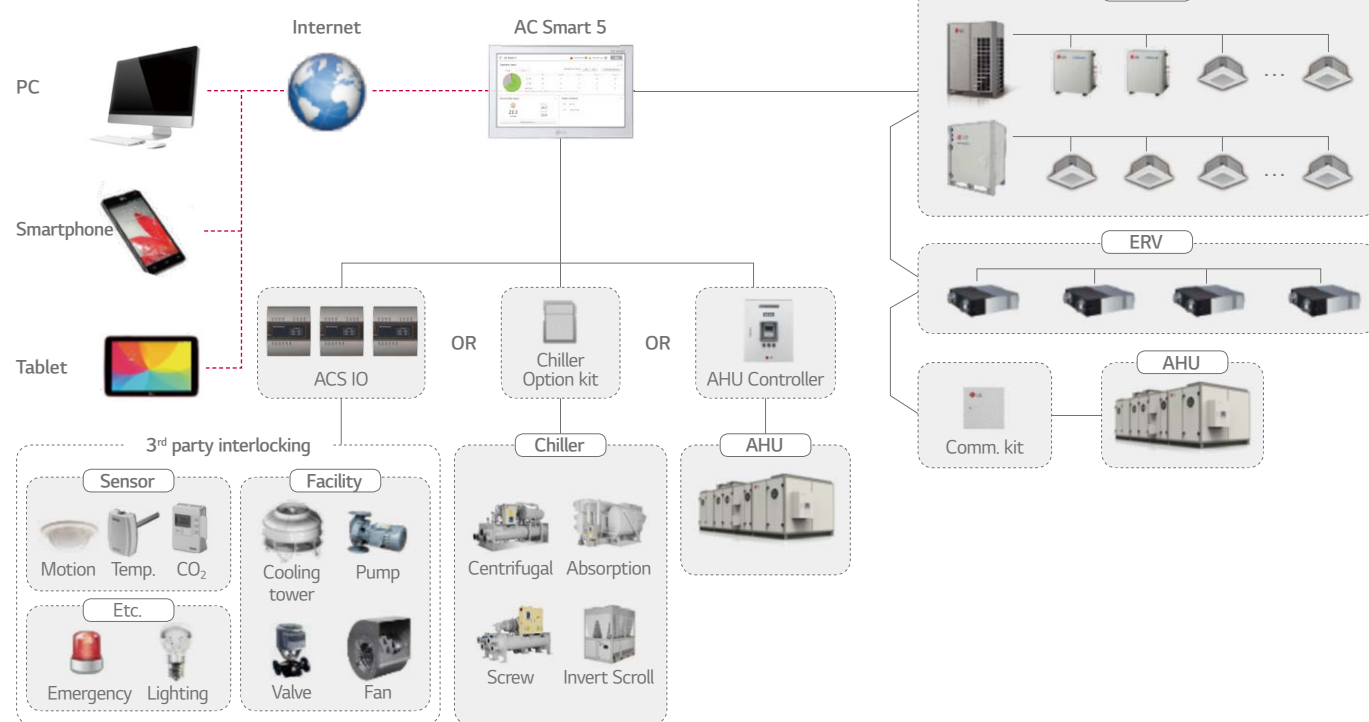 Internet
AC Smart 5
PC
Smartphone
Tablet
ACS IO
OR
Chiller
Option kit
OR
AHU Controller
ERV
Comm. kit
AHU
3rd party interlocking
Sensor
Motion Temp. CO2
Etc.
Emergency Lighting
Facility
Cooling
tower
Pump
Valve
Fan
Chiller
Centrifugal Absorption
Screw Invert Scroll
AHU